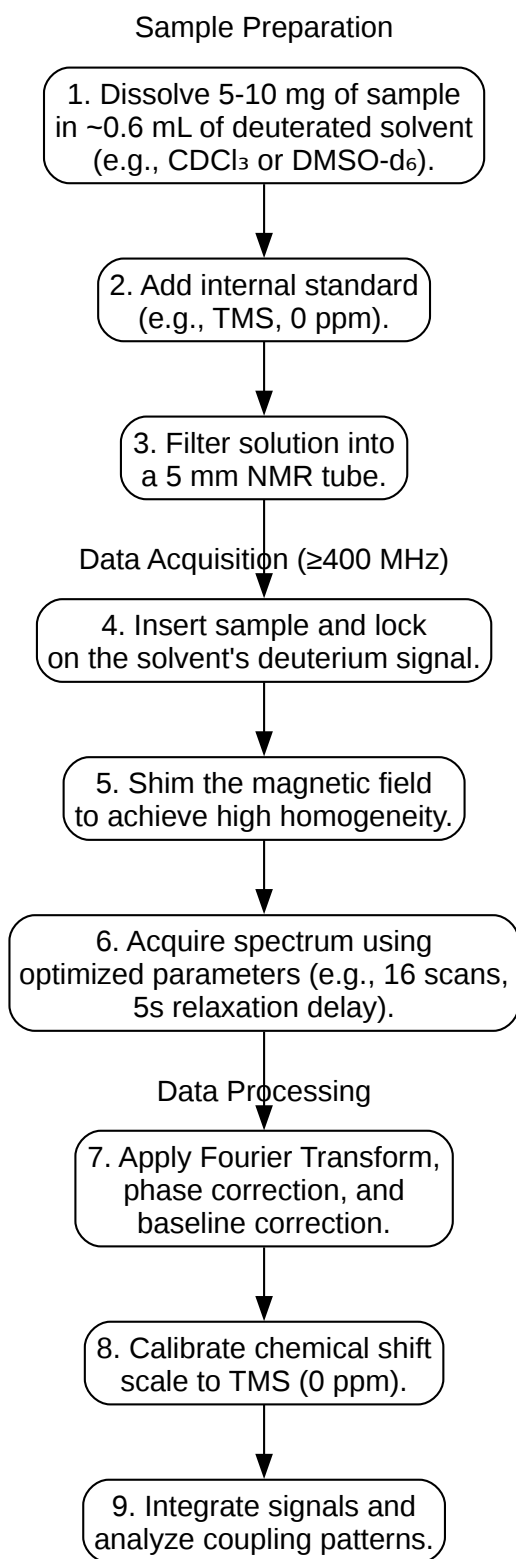 Sample Preparation
1. Dissolve 5-10 mg of sample
in ~0.6 mL of deuterated solvent
(e.g., CDCl₃ or DMSO-d₆).
2. Add internal standard
(e.g., TMS, 0 ppm).
3. Filter solution into
a 5 mm NMR tube.
Data Acquisition (≥400 MHz)
4. Insert sample and lock
on the solvent's deuterium signal.
5. Shim the magnetic field
to achieve high homogeneity.
6. Acquire spectrum using
optimized parameters (e.g., 16 scans,
5s relaxation delay).
Data Processing
7. Apply Fourier Transform,
phase correction, and
baseline correction.
8. Calibrate chemical shift
scale to TMS (0 ppm).
9. Integrate signals and
analyze coupling patterns.